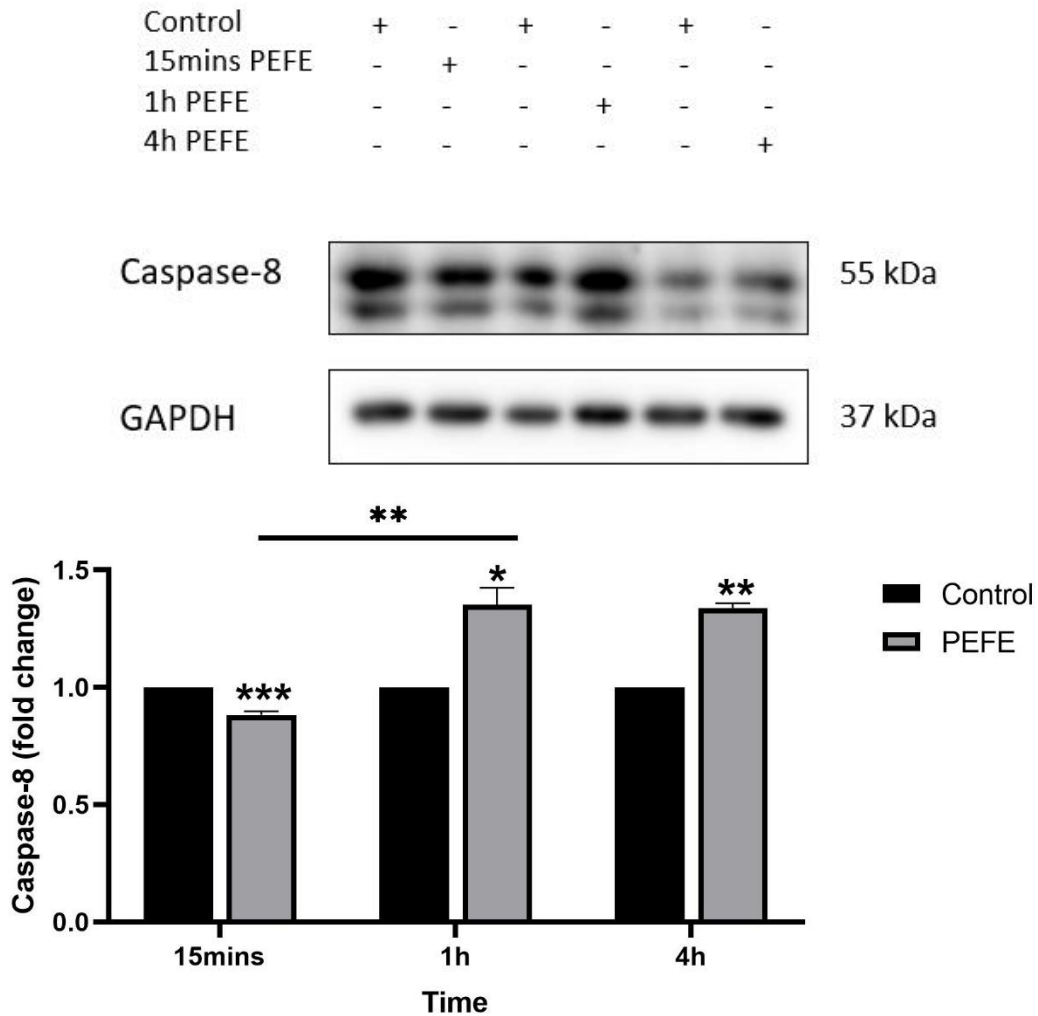 Control + - + - + -
15mins PEFE - + - - - -
1h PEFE - - - + - -
4h PEFE - - - - - +
Caspase-8 55 kDa
GAPDH 37 kDa
**
1.5
1.0
0.5
0.0
Caspase-8 (fold change)
***
*
**
Control
PEFE
15mins 1h 4h
Time